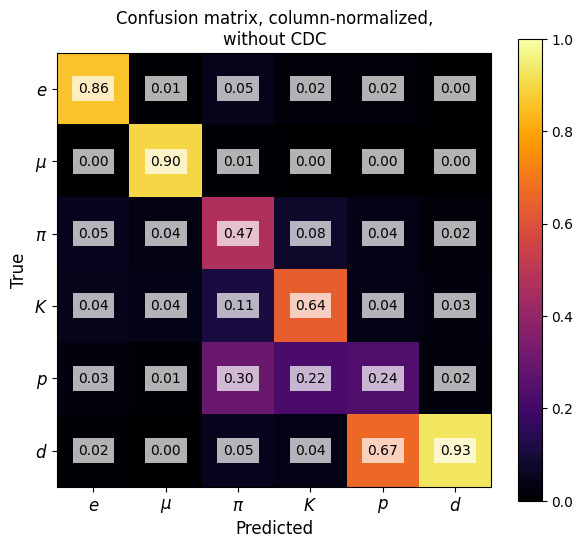 Confusion matrix, column-normalized,
without CDC
e 0.86 0.01 0.05 0.02 0.02 0.00
μ 0.00 0.90 0.01 0.00 0.00 0.00
π 0.05 0.04 0.47 0.08 0.04 0.02
K 0.04 0.04 0.11 0.64 0.04 0.03
p 0.03 0.01 0.30 0.22 0.24 0.02
d 0.02 0.00 0.05 0.04 0.67 0.93
e μ π K p d
Predicted
True
1.0
0.8
0.6
0.4
0.2
0.0